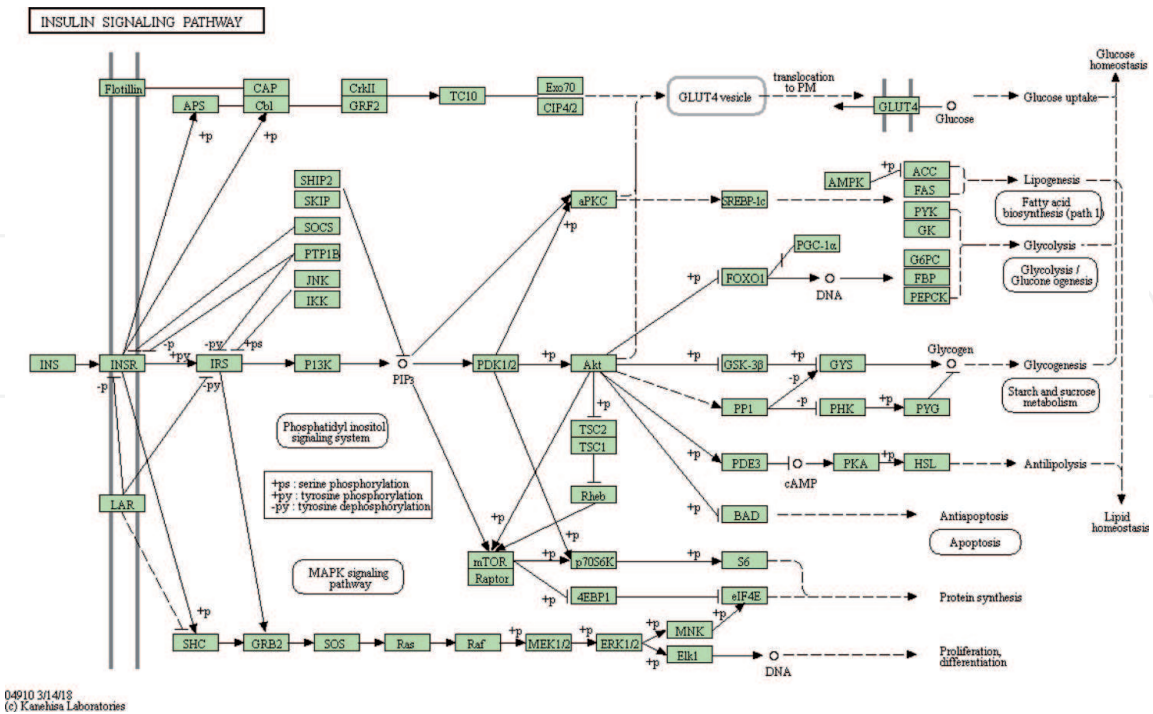 INSULIN SIGNALING PATHWAY
Glucose
homeostasis
Flotillin
CAP
CrkII
Exo70
translocation
to PM
APS
Cbl
GRF2
TC10
CIP4/2
GLUT4 vesicle
GLUT4
Glucose
Glucose uptake
+p
+p
SHIP2
SKIP
SOCS
PTP1B
JNK
IKK
aPKC
+p
SREBP-1c
AMPK
+p
ACC
FAS
Lipogenesis
Fatty acid
biosynthesis (path 1)
PYK
GK
Glycolysis
PGC-1α
+p
FOXO1
DNA
G6PC
FBP
PEPCK
Glycolysis /
Glucone ogenesis
-p
-py
+ps
INS
INSR
+py
IRS
P13K
PIP3
PDK1/2
+p
Akt
+p
GSK-3β
+p
GYS
Glycogen
Glycogenesis
-p
-py
-p
PP1
-p
PHK
+p
PYG
Starch and sucrose
metabolism
Phosphatidyl inositol
signaling system
+p
TSC2
TSC1
+p
PDE3
cAMP
PKA
+p
HSL
Antilipolysis
+ps : serine phosphorylation
+py : tyrosine phosphorylation
-py : tyrosine dephosphorylation
LAR
Rheb
+p
BAD
Antiapoptosis
Apoptosis
Lipid
homeostasis
+p
+p
MAPK signaling
pathway
mTOR
Raptor
+p
p70S6K
+p
S6
+p
4EBP1
eIF4E
Protein synthesis
+p
SHC
GRB2
SOS
Ras
Raf
+p
MEK1/2
+p
ERK1/2
+p
MNK
+p
+p
Elk1
DNA
Proliferation,
differentiation
04910 3/14/18
(c) Kanehisa Laboratories